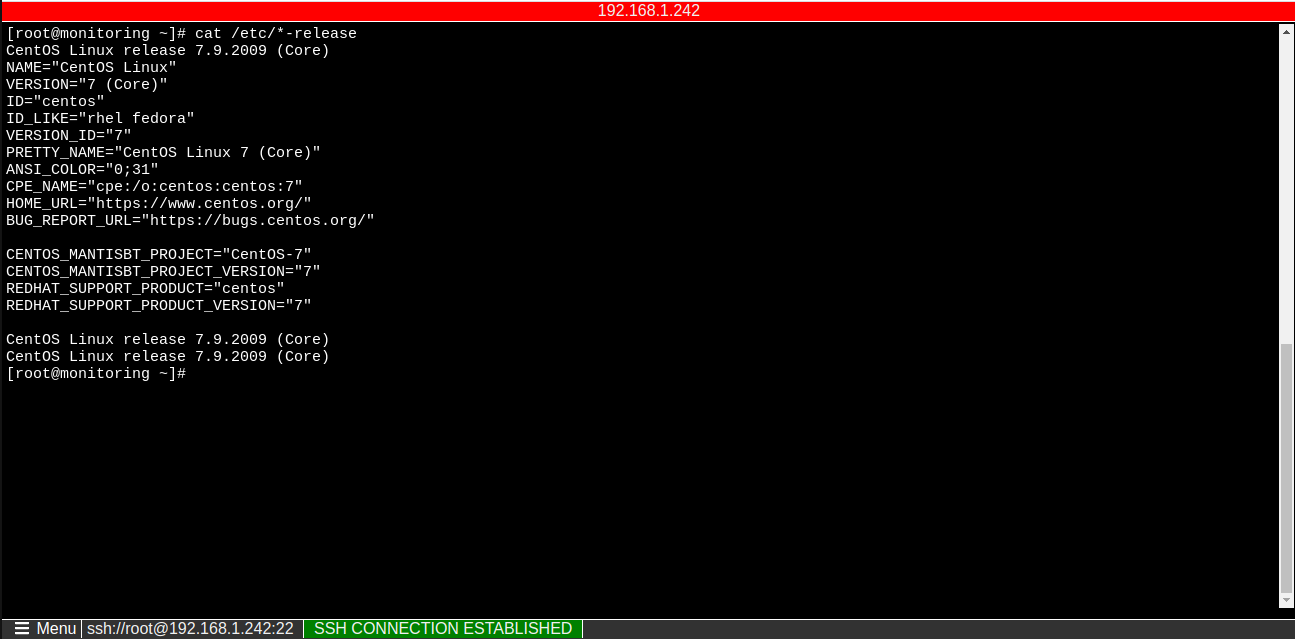 192.168.1.242
[root@monitoring ~]# cat /etc/*-release
CentOS Linux release 7.9.2009 (Core)
NAME="CentOS Linux"
VERSION="7 (Core)"
ID="centos"
ID_LIKE="rhel fedora"
VERSION_ID="7"
PRETTY_NAME="CentOS Linux 7 (Core)"
ANSI_COLOR="0;31"
CPE_NAME="cpe:/o:centos:centos:7"
HOME_URL="https://www.centos.org/"
BUG_REPORT_URL="https://bugs.centos.org/"

CENTOS_MANTISBT_PROJECT="CentOS-7"
CENTOS_MANTISBT_PROJECT_VERSION="7"
REDHAT_SUPPORT_PRODUCT="centos"
REDHAT_SUPPORT_PRODUCT_VERSION="7"

CentOS Linux release 7.9.2009 (Core)
CentOS Linux release 7.9.2009 (Core)
[root@monitoring ~]#
Menu ssh://root@192.168.1.242:22 SSH CONNECTION ESTABLISHED